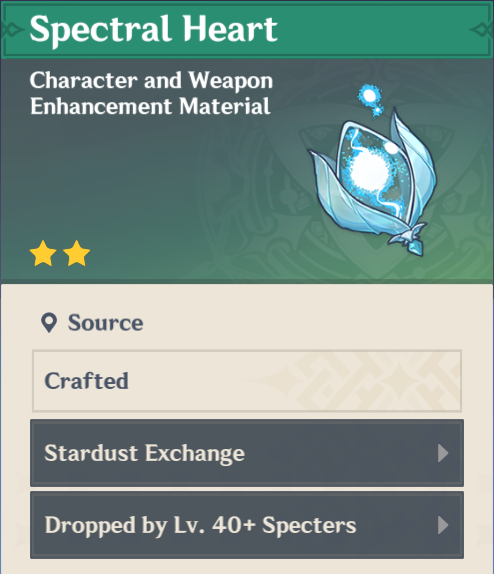 Spectral Heart
Character and Weapon
Enhancement Material
Source
Crafted
Stardust Exchange
Dropped by Lv. 40+ Specters